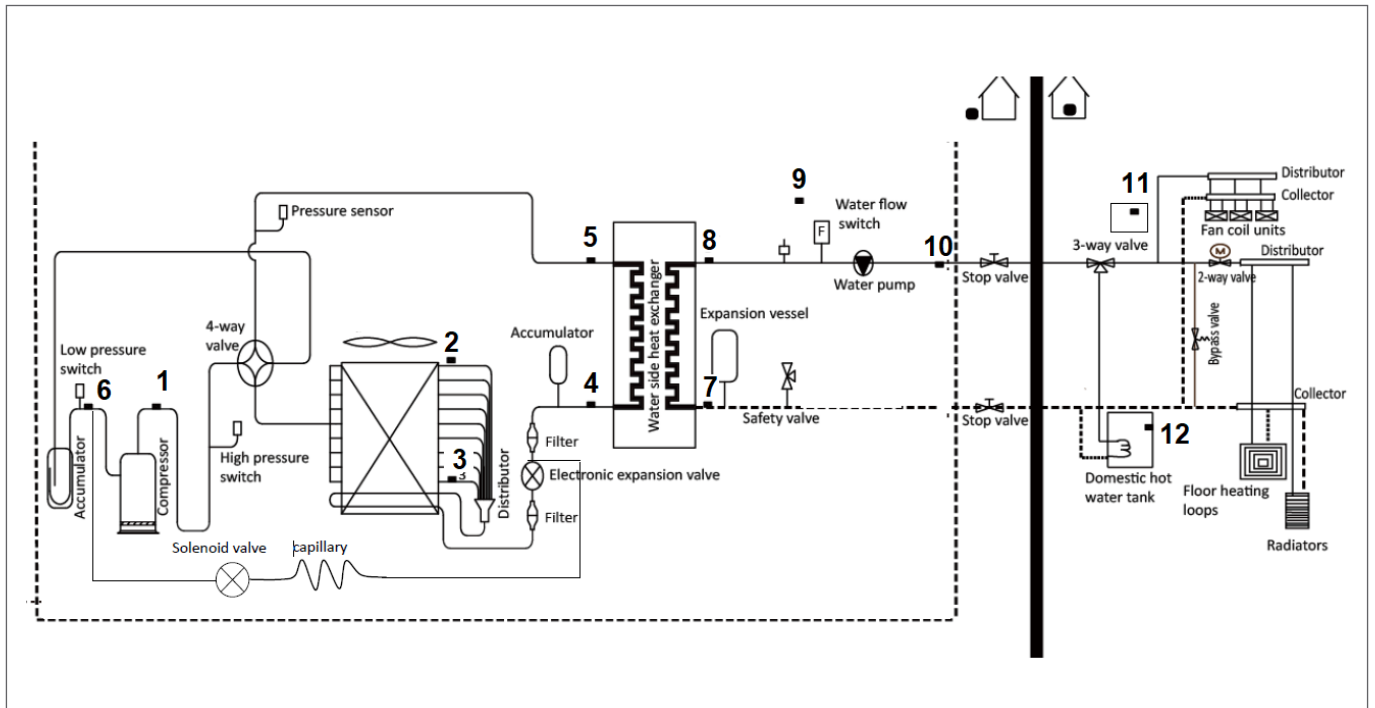 9
11
Distributor
Collector
Fan coil units
Pressure sensor
Water flow
switch
F
5
8
10
3-way valve
M
Distributor
2-way valve
Water pump
Stop valve
Water side heat exchanger
Expansion vessel
Bypass valve
4-way
valve
Accumulator
2
Low pressure
switch
6
1
4
7
Safety valve
Stop valve
Collector
12
Accumulator
Compressor
High pressure
switch
3
3
Distributor
Filter
Electronic expansion valve
Filter
Domestic hot
water tank
Floor heating
loops
Radiators
Solenoid valve
capillary